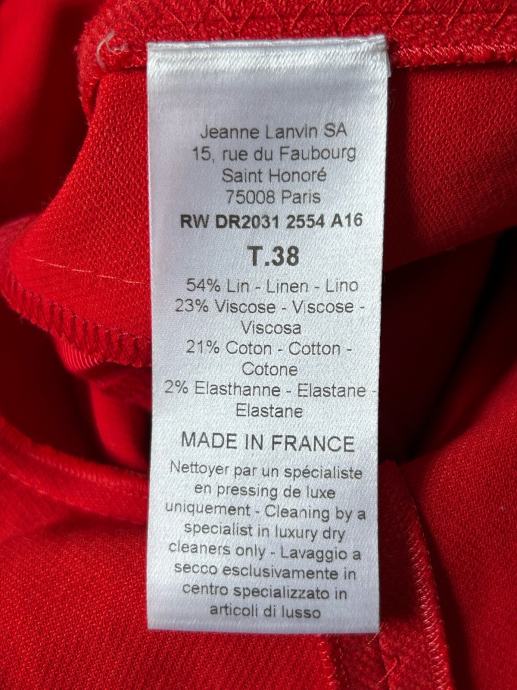 Jeanne Lanvin SA
15, rue du Faubourg
Saint Honoré
75008 Paris
RW DR2031 2554 A16
T.38
54% Lin - Linen - Lino
23% Viscose - Viscose -
Viscosa
21% Coton - Cotton -
Cotone
2% Elasthanne - Elastane -
Elastane
MADE IN FRANCE
Nettoyer par un spécialiste
en pressing de luxe
uniquement - Cleaning by a
specialist in luxury dry
cleaners only - Lavaggio a
secco esclusivamente in
centro specializzato in
articoli di lusso